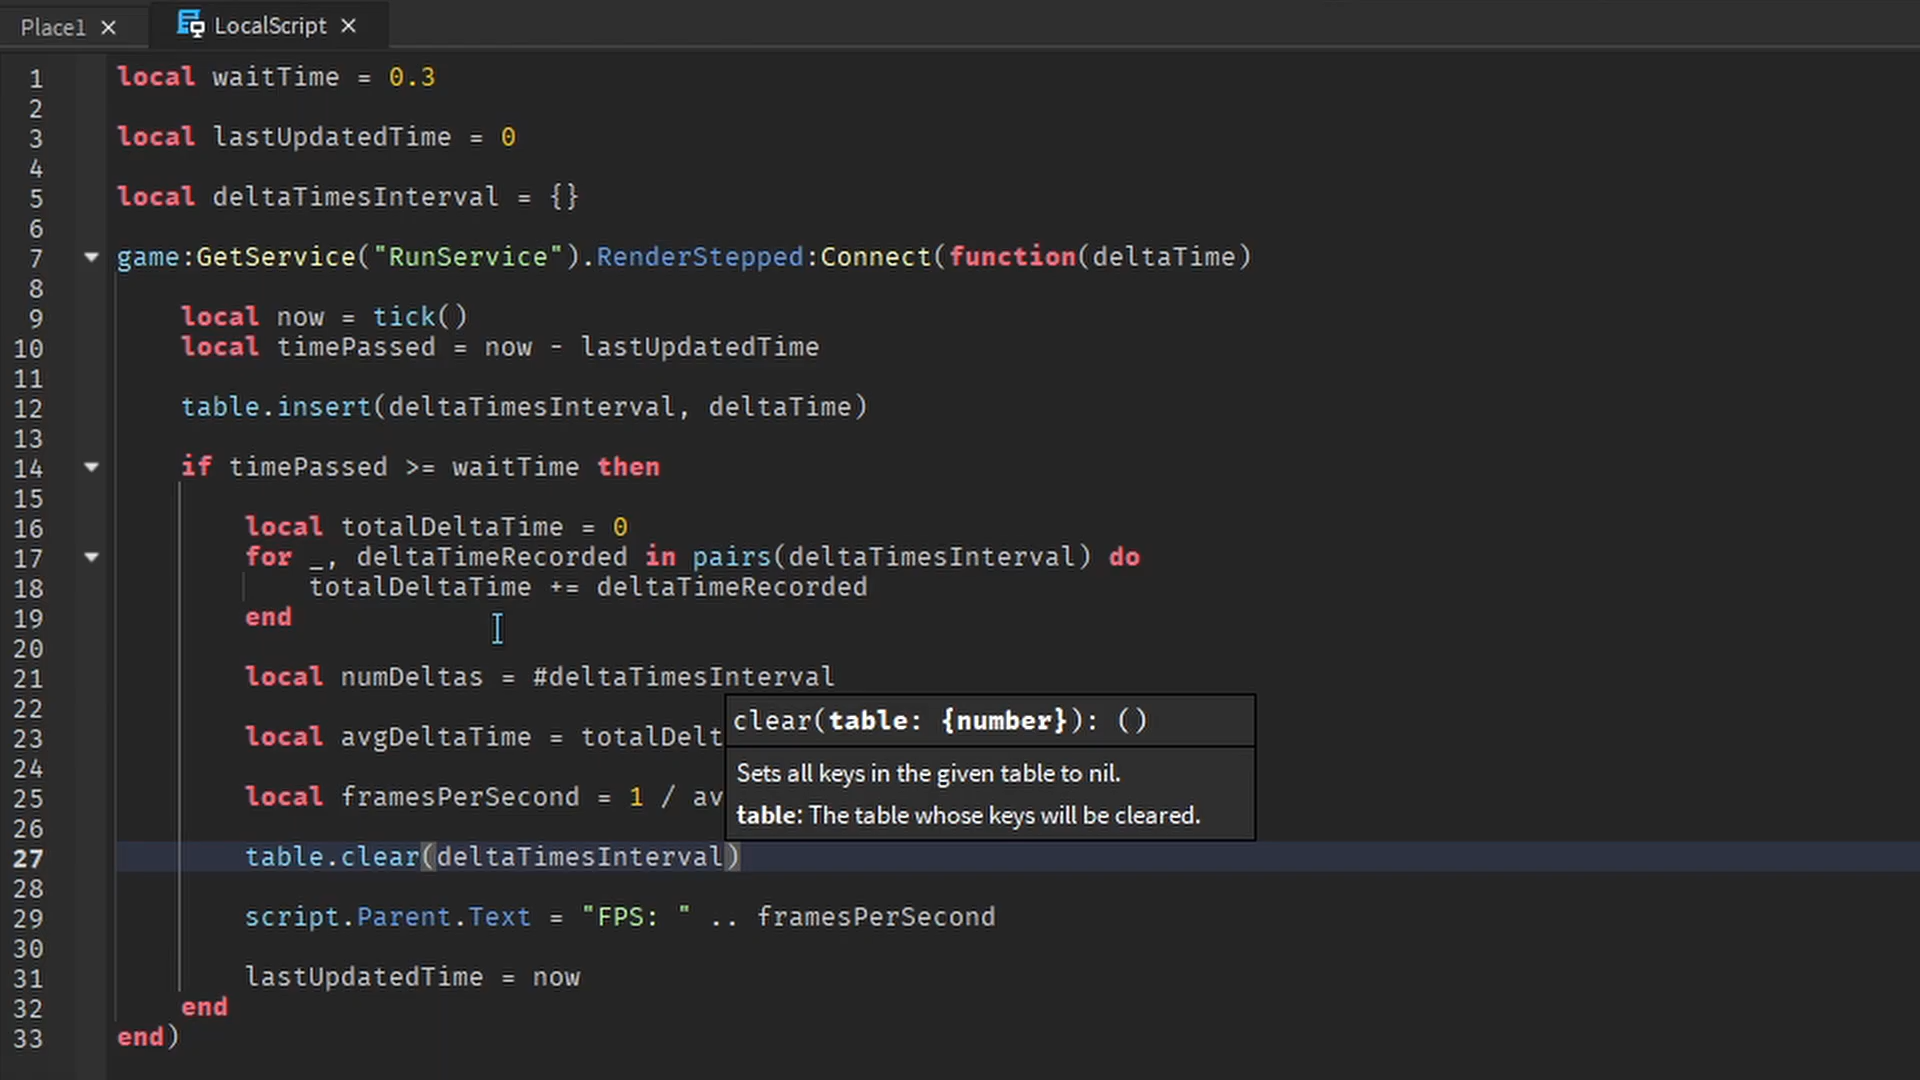 Place1
LocalScript
1 local waitTime = 0.3
2
3 local lastUpdatedTime = 0
4
5 local deltaTimesInterval = {}
6
7 game:GetService("RunService").RenderStepped:Connect(function(deltaTime)
8
9 local now = tick()
10 local timePassed = now - lastUpdatedTime
11
12 table.insert(deltaTimesInterval, deltaTime)
13
14 if timePassed >= waitTime then
15
16 local totalDeltaTime = 0
17 for _, deltaTimeRecorded in pairs(deltaTimesInterval) do
18 totalDeltaTime += deltaTimeRecorded
19 end
20
21 local numDeltas = #deltaTimesInterval
22
clear(table: {number}): ()
23 local avgDeltaTime = totalDelt
24
Sets all keys in the given table to nil.
25 local framesPerSecond = 1 / av
table: The table whose keys will be cleared.
26
27 table.clear(deltaTimesInterval)
28
29 script.Parent.Text = "FPS: " .. framesPerSecond
30
31 lastUpdatedTime = now
32 end
33 end)